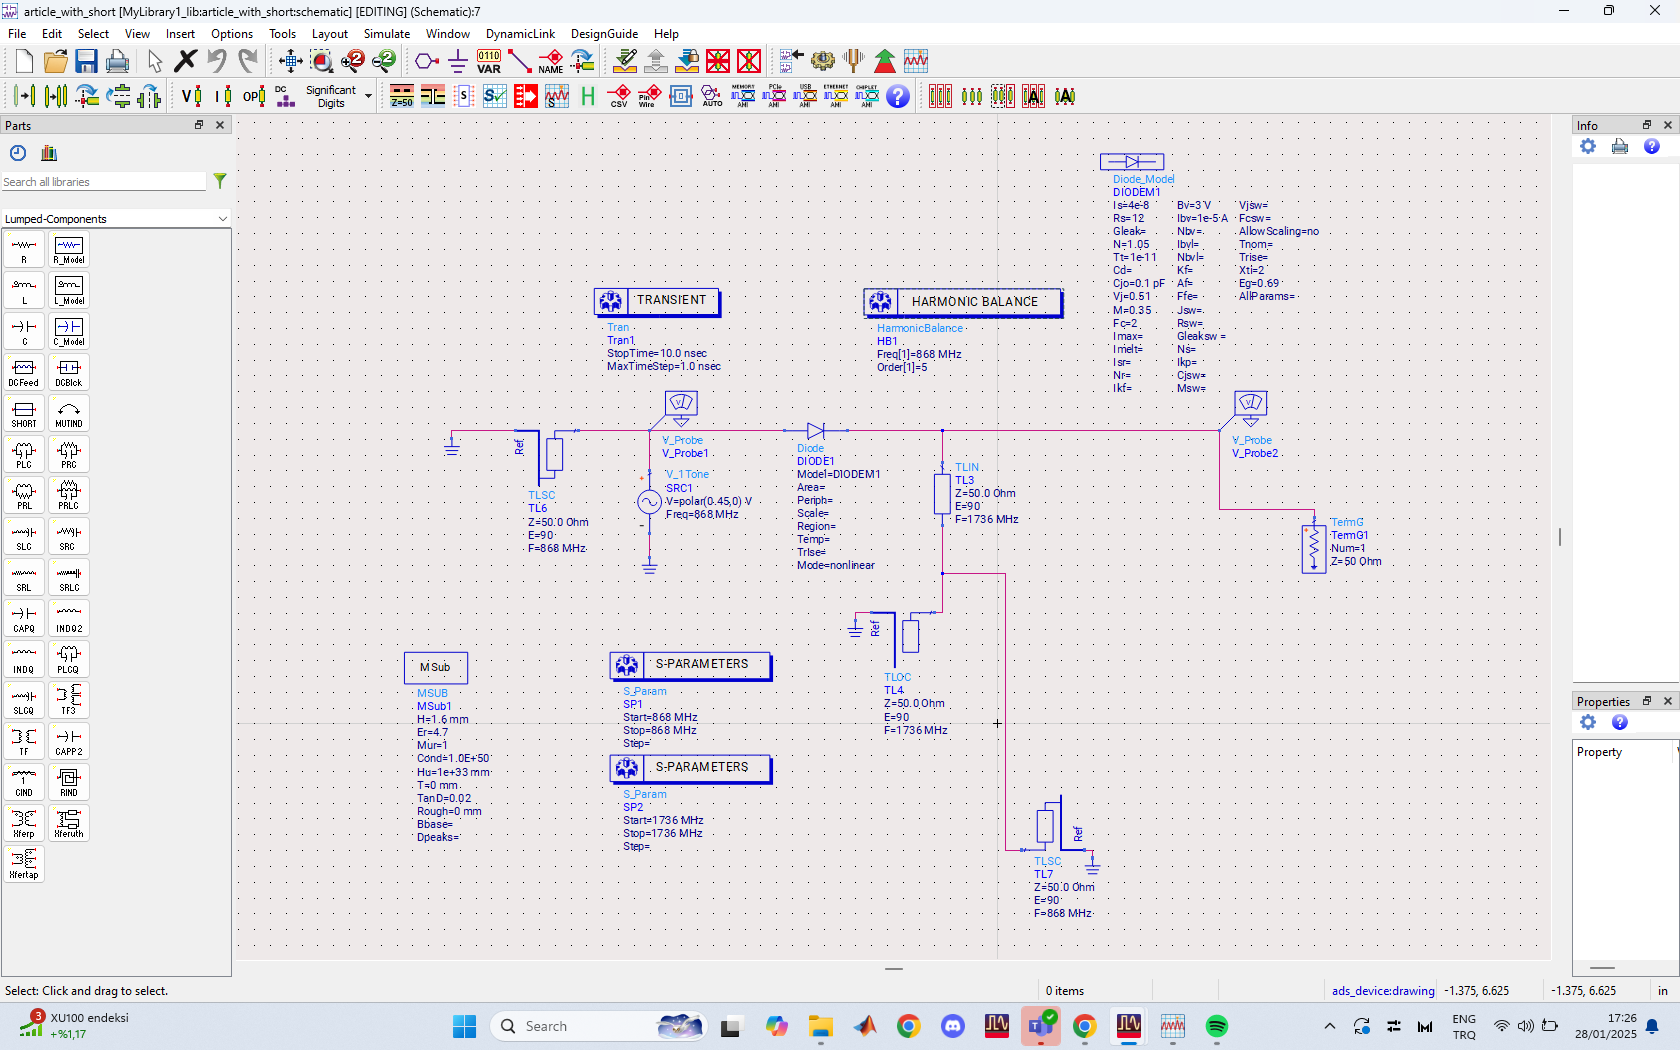 article_with_short [MyLibrary1_lib:article_with_short:schematic] [EDITING] (Schematic):7
File Edit Select View Insert Options Tools Layout Simulate Window DynamicLink DesignGuide Help
0110
VAR
NAME
V I OP DC Significant Digits
Z=50
S
S
H
CSV
Pin Wire
AUTO
MEMORY AMI
PCIe AMI
USB AMI
ETHERNET AMI
CHIPLET AMI
A
A
Parts
Search all libraries
Lumped-Components
R R_Model
L L_Model
C C_Model
DCFeed DCBlck
SHORT MUTIND
PLC PRC
PRL PRLC
SLC SRC
SRL SRLC
CAPQ INDQ2
INDQ PLCQ
SLCQ TF3
TF CAPP2
CIND RIND
Xferp Xferuth
Xfertap
Diode_Model
DIODEM1
Is=4e-8 Bv=3 V Vjsw=
Rs=12 Ibv=1e-5 A Fcsw=
Gleak= Nbv= AllowScaling=no
N=1.05 Ibvl= Tnom=
Tt=1e-11 Nbvl= Trise=
Cd= Kf= Xti=2
Cjo=0.1 pF Af= Eg=0.69
Vj=0.51 Ffe= AllParams=
M=0.35 Jsw=
Fc=2 Rsw=
Imax= Gleaksw=
Imelt= Ns=
Isr= Ikp=
Nr= Cjsw=
Ikf= Msw=
TRANSIENT
Tran
Tran1
StopTime=10.0 nsec
MaxTimeStep=1.0 nsec
HARMONIC BALANCE
HarmonicBalance
HB1
Freq[1]=868 MHz
Order[1]=5
V_Probe
V_Probe1
V_Probe
V_Probe2
Ref
TLSC
TL6
Z=50.0 Ohm
E=90
F=868 MHz
V_1Tone
SRC1
V=polar(0.45,0) V
Freq=868 MHz
Diode
DIODE1
Model=DIODEM1
Area=
Periph=
Scale=
Region=
Temp=
Trise=
Mode=nonlinear
TLIN
TL3
Z=50.0 Ohm
E=90
F=1736 MHz
TermG
TermG1
Num=1
Z=50 Ohm
Ref
TLOC
TL4
Z=50.0 Ohm
E=90
F=1736 MHz
MSub
MSUB
MSub1
H=1.6 mm
Er=4.7
Mur=1
Cond=1.0E+50
Hu=1e+33 mm
T=0 mm
TanD=0.02
Rough=0 mm
Bbase=
Dpeaks=
S-PARAMETERS
S_Param
SP1
Start=868 MHz
Stop=868 MHz
Step=
S-PARAMETERS
S_Param
SP2
Start=1736 MHz
Stop=1736 MHz
Step=
Ref
TLSC
TL7
Z=50.0 Ohm
E=90
F=868 MHz
Info
Properties
Property
Select: Click and drag to select.
0 items
ads_device:drawing
-1.375, 6.625
-1.375, 6.625
in
3
XU100 endeksi
+%1,17
Search
ENG
TRQ
17:26
28/01/2025